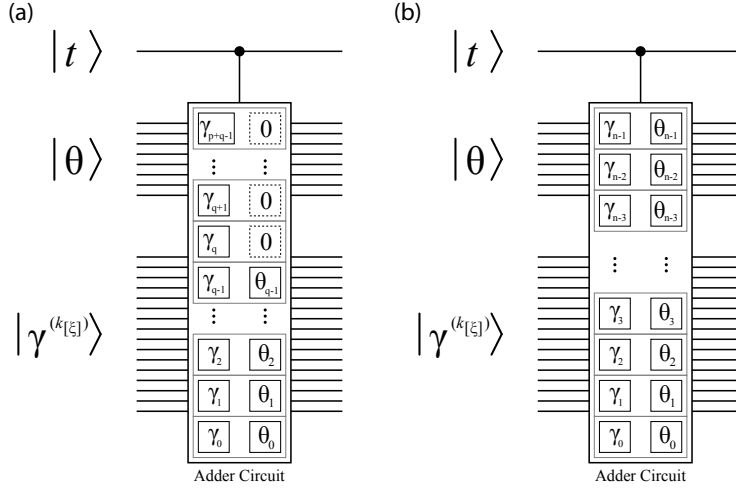 (a)
|t⟩
|θ⟩
|γ^(k[ξ])⟩
γp+q-1 0
⋮ ⋮
γq+1 0
γq 0
γq-1 θq-1
⋮ ⋮
γ2 θ2
γ1 θ1
γ0 θ0
Adder Circuit
(b)
|t⟩
|θ⟩
|γ^(k[ξ])⟩
γn-1 θn-1
γn-2 θn-2
γn-3 θn-3
⋮ ⋮
γ3 θ3
γ2 θ2
γ1 θ1
γ0 θ0
Adder Circuit